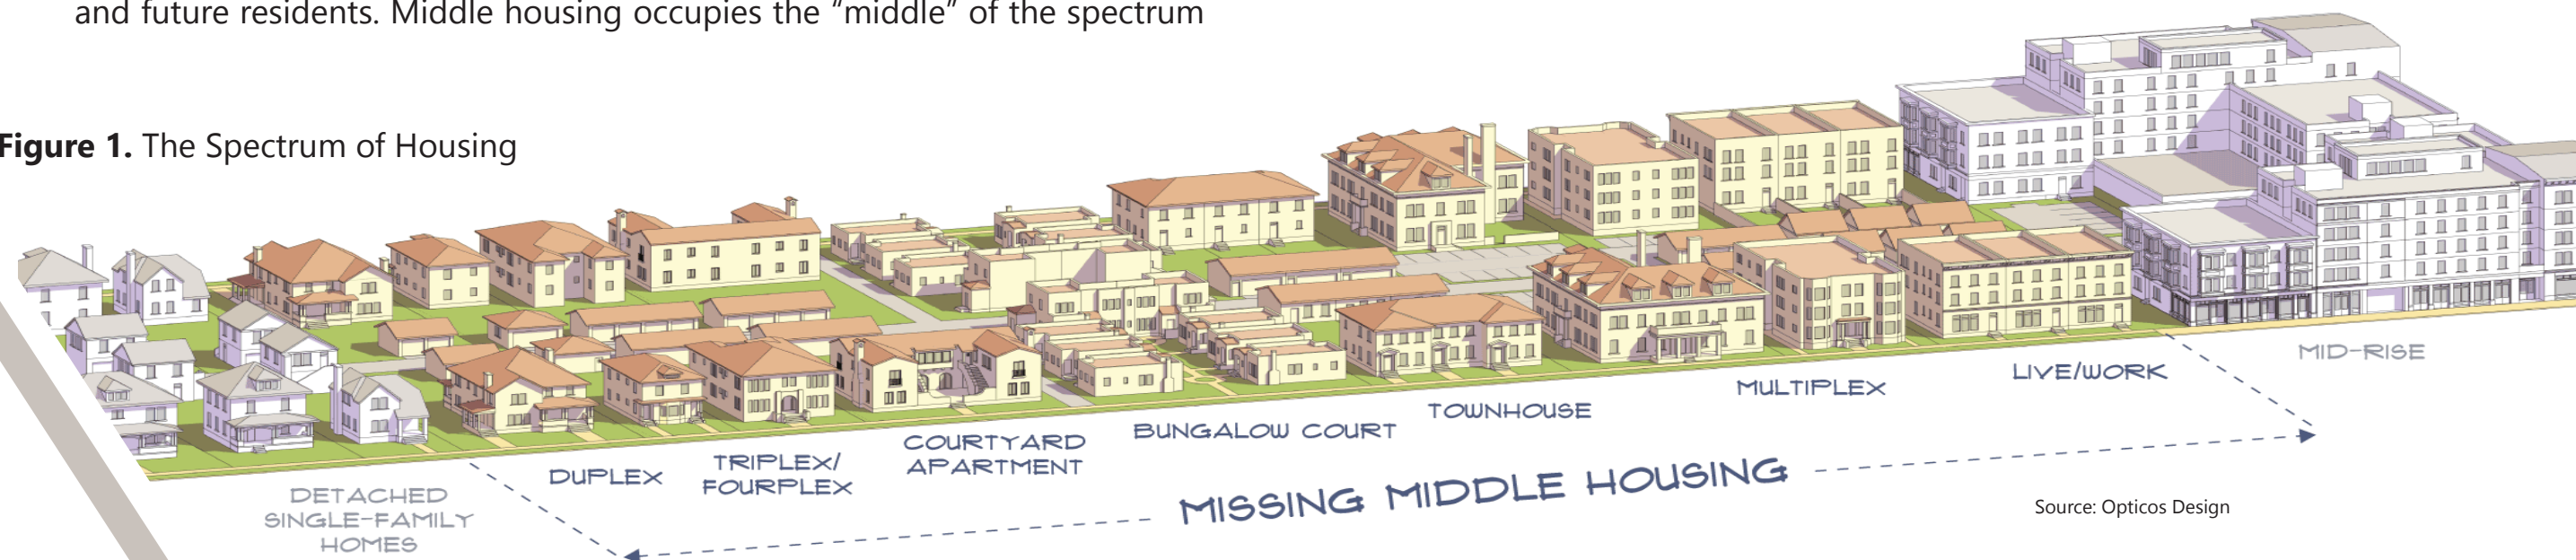 and future residents. Middle housing occupies the “middle” of the spectrum
Figure 1. The Spectrum of Housing
DETACHED
SINGLE-FAMILY
HOMES
DUPLEX
TRIPLEX/
FOURPLEX
COURTYARD
APARTMENT
BUNGALOW COURT
TOWNHOUSE
MULTIPLEX
LIVE/WORK
MID-RISE
MISSING MIDDLE HOUSING
Source: Opticos Design